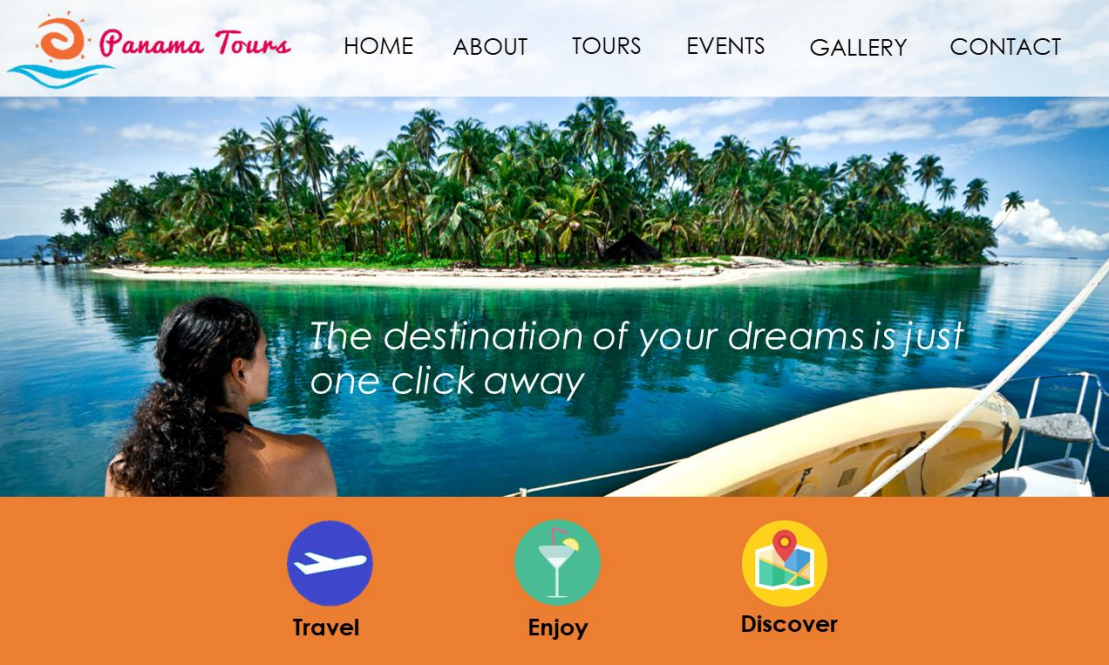 Panama Tours
HOME ABOUT TOURS EVENTS GALLERY CONTACT
The destination of your dreams is just
one click away
Travel Enjoy Discover